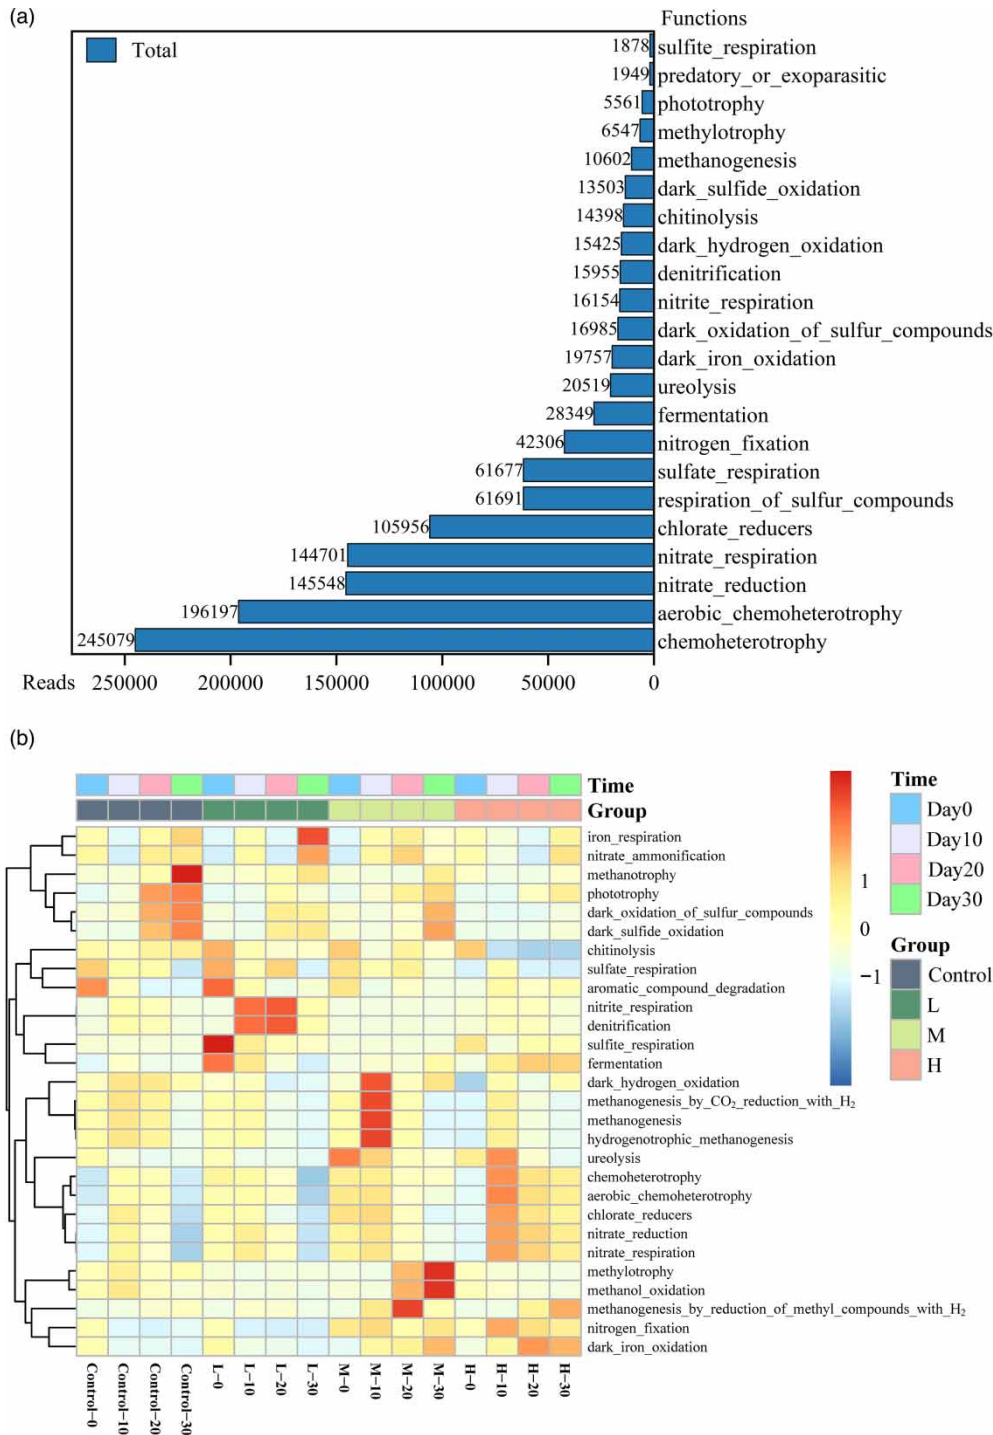 (a)
Functions
Total
1878 sulfite_respiration
1949 predatory_or_exoparasitic
5561 phototrophy
6547 methylotrophy
10602 methanogenesis
13503 dark_sulfide_oxidation
14398 chitinolysis
15425 dark_hydrogen_oxidation
15955 denitrification
16154 nitrite_respiration
16985 dark_oxidation_of_sulfur_compounds
19757 dark_iron_oxidation
20519 ureolysis
28349 fermentation
42306 nitrogen_fixation
61677 sulfate_respiration
61691 respiration_of_sulfur_compounds
105956 chlorate_reducers
144701 nitrate_respiration
145548 nitrate_reduction
196197 aerobic_chemoheterotrophy
245079 chemoheterotrophy
Reads 250000 200000 150000 100000 50000 0
(b)
Time
Group
iron_respiration
nitrate_ammonification
methanotrophy
phototrophy
dark_oxidation_of_sulfur_compounds
dark_sulfide_oxidation
chitinolysis
sulfate_respiration
aromatic_compound_degradation
nitrite_respiration
denitrification
sulfite_respiration
fermentation
dark_hydrogen_oxidation
methanogenesis_by_CO₂_reduction_with_H₂
methanogenesis
hydrogenotrophic_methanogenesis
ureolysis
chemoheterotrophy
aerobic_chemoheterotrophy
chlorate_reducers
nitrate_reduction
nitrate_respiration
methylotrophy
methanol_oxidation
methanogenesis_by_reduction_of_methyl_compounds_with_H₂
nitrogen_fixation
dark_iron_oxidation
Control-0
Control-10
Control-20
Control-30
L-0
L-10
L-20
L-30
M-0
M-10
M-20
M-30
H-0
H-10
H-20
H-30
1
0
−1
Time
Day0
Day10
Day20
Day30
Group
Control
L
M
H